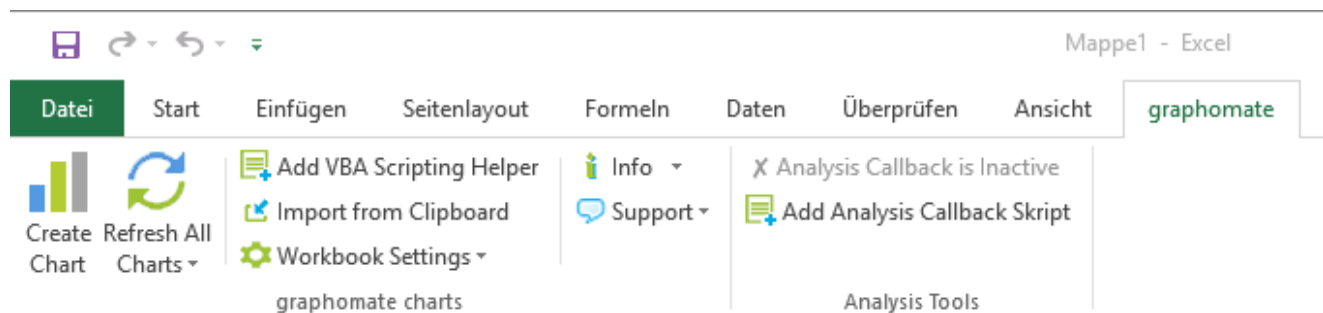 Mappe1 - Excel
Datei Start Einfügen Seitenlayout Formeln Daten Überprüfen Ansicht graphomate
Create Chart
Refresh All Charts
Add VBA Scripting Helper
Import from Clipboard
Workbook Settings
graphomate charts
Info
Support
X Analysis Callback is Inactive
Add Analysis Callback Skript
Analysis Tools